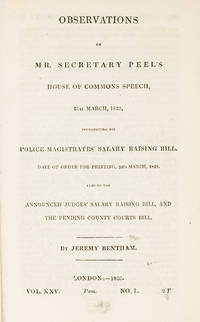 OBSERVATIONS
ON
MR. SECRETARY PEEL'S
HOUSE OF COMMONS SPEECH,
21st MARCH, 1825,
INTRODUCING HIS
POLICE MAGISTRATES' SALARY RAISING BILL.
DATE OF ORDER FOR PRINTING, 24th MARCH, 1825.
ALSO ON THE
ANNOUNCED JUDGES' SALARY RAISING BILL, AND
THE PENDING COUNTY COURTS BILL.
BY JEREMY BENTHAM.
LONDON:—1825.
VOL. XXV. Pam. NO. L. 2 F